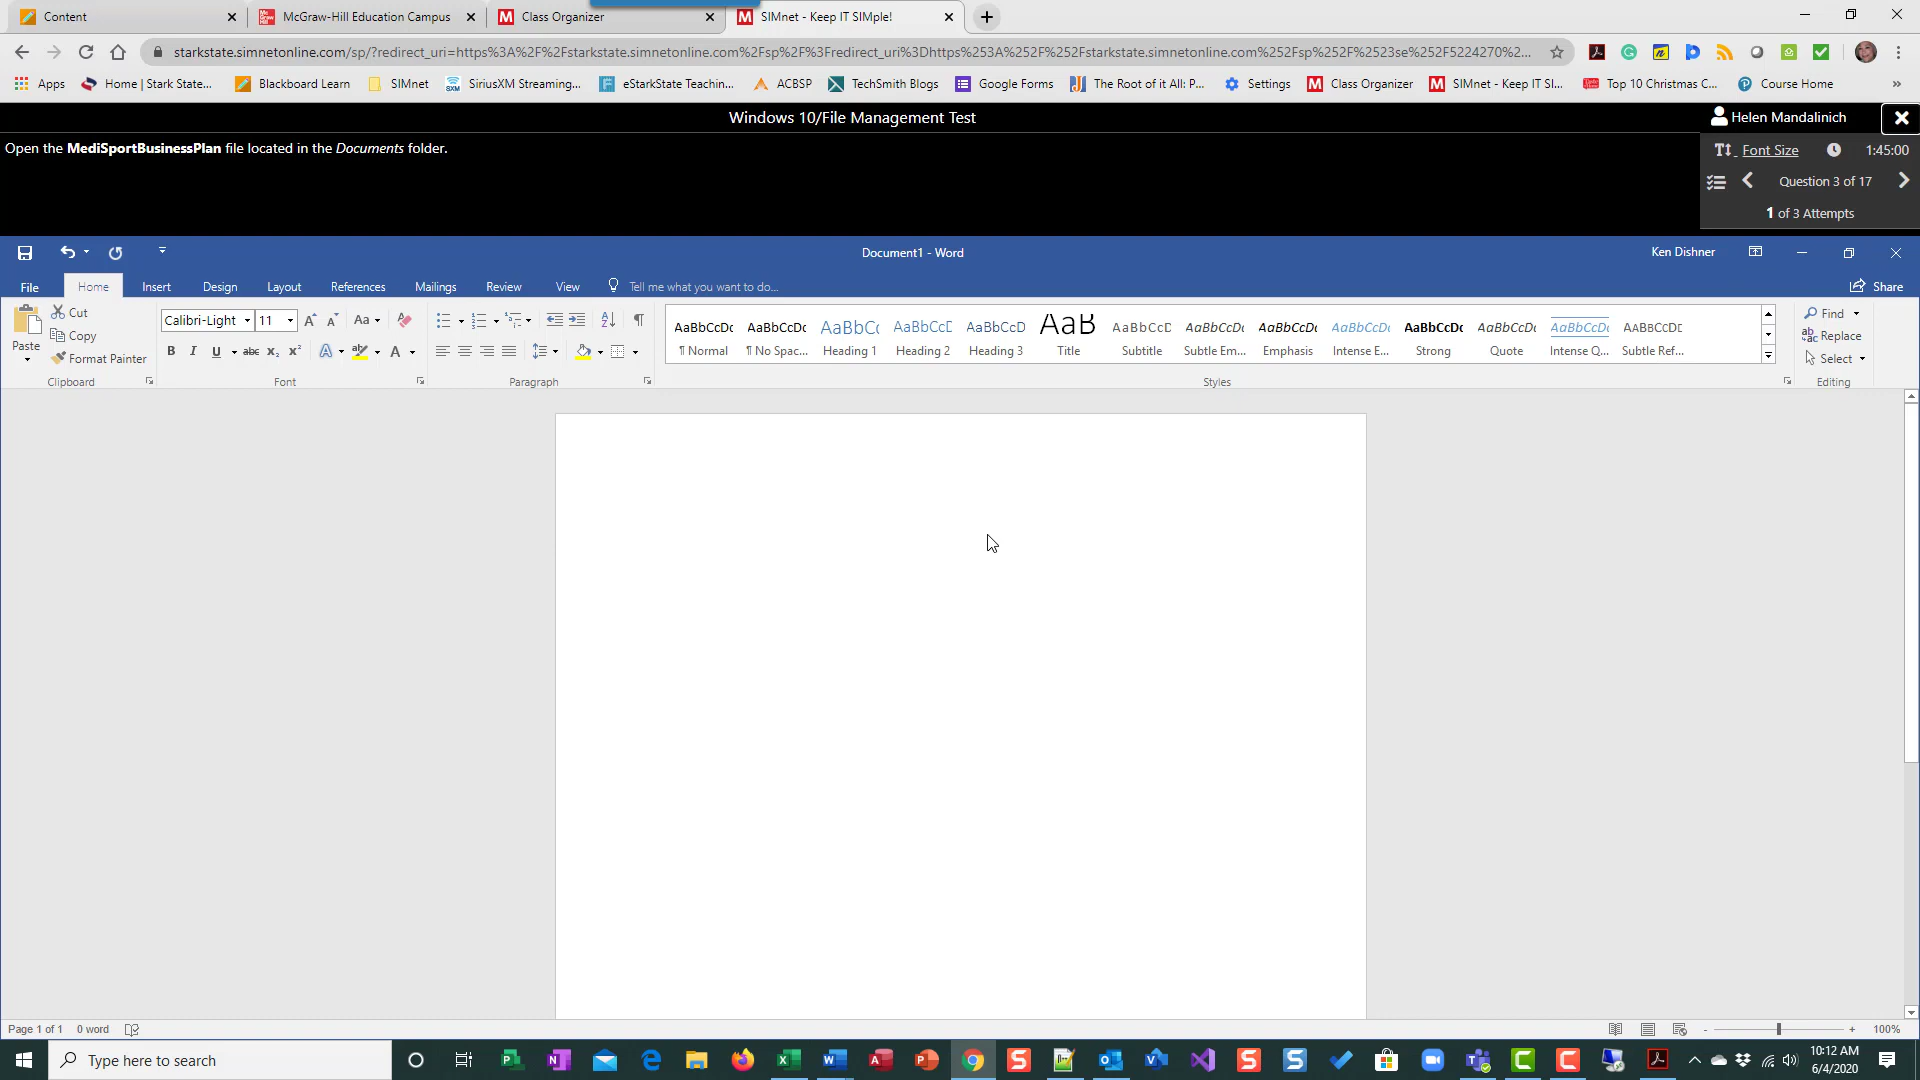 Content
McGraw-Hill Education Campus
Class Organizer
SIMnet - Keep IT SIMple!
starkstate.simnetonline.com/sp/?redirect_uri=https%3A%2F%2Fstarkstate.simnetonline.com%2Fsp%2F%3Fredirect_uri%3Dhttps%253A%252F%252Fstarkstate.simnetonline.com%252Fsp%252F%2523se%252F5224270%2...
Apps
Home | Stark State...
Blackboard Learn
SIMnet
SiriusXM Streaming...
eStarkState Teachin...
ACBSP
TechSmith Blogs
Google Forms
The Root of it All: P...
Settings
Class Organizer
SIMnet - Keep IT SI...
Top 10 Christmas C...
Course Home
Windows 10/File Management Test
Helen Mandalinich
Open the MediSportBusinessPlan file located in the Documents folder.
Font Size
1:45:00
Question 3 of 17
1 of 3 Attempts
Document1 - Word
Ken Dishner
File
Home
Insert
Design
Layout
References
Mailings
Review
View
Tell me what you want to do...
Share
Paste
Cut
Copy
Format Painter
Clipboard
Calibri-Light
11
Aa
B I U abc x₂ x² A A
Font
Paragraph
AaBbCcDc AaBbCcDc AaBbCc AaBbCcD AaBbCcD AaB AaBbCcD AaBbCcDc AaBbCcDc AaBbCcDc AaBbCcDc AaBbCcDc AaBbCcDc AABBCCDD
¶ Normal
¶ No Spac...
Heading 1
Heading 2
Heading 3
Title
Subtitle
Subtle Em...
Emphasis
Intense E...
Strong
Quote
Intense Q...
Subtle Ref...
Styles
Find
Replace
Select
Editing
Page 1 of 1
0 word
100%
Type here to search
10:12 AM
6/4/2020